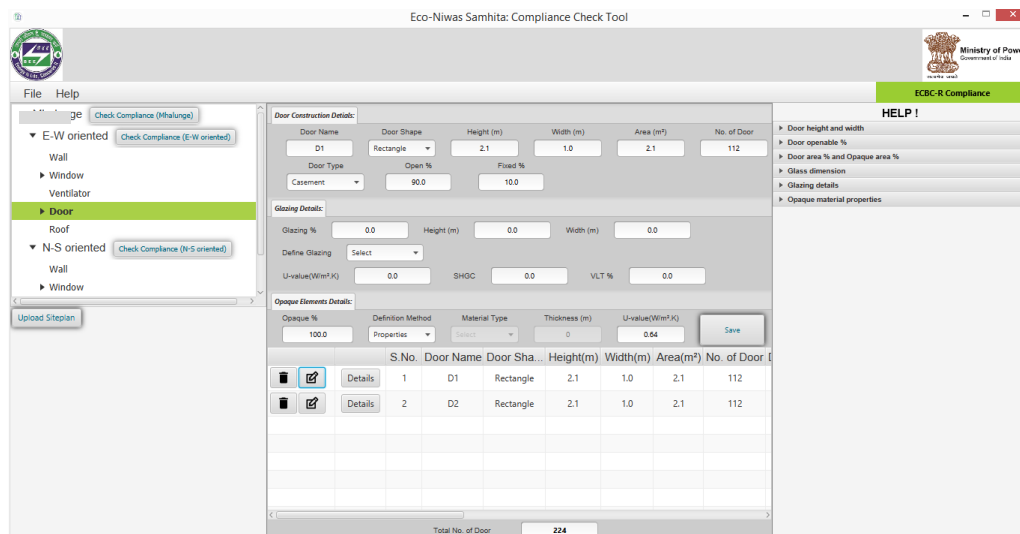 Eco-Niwas Samhita: Compliance Check Tool
Ministry of Powe
Government of India
File Help
ECBC-R Compliance
ge Check Compliance (Mhalunge)
E-W oriented Check Compliance (E-W oriented)
Wall
Window
Ventilator
Door
Roof
N-S oriented Check Compliance (N-S oriented)
Wall
Window
Upload Siteplan
Door Construction Detials:
Door Name Door Shape Height (m) Width (m) Area (m²) No. of Door
D1 Rectangle 2.1 1.0 2.1 112
Door Type Open % Fixed %
Casement 90.0 10.0
Glazing Details:
Glazing % 0.0 Height (m) 0.0 Width (m) 0.0
Define Glazing Select
U-value(W/m².K) 0.0 SHGC 0.0 VLT % 0.0
Opaque Elements Details:
Opaque % Definition Method Material Type Thickness (m) U-value(W/m².K)
100.0 Properties Select 0 0.64 Save
S.No. Door Name Door Sha... Height(m) Width(m) Area(m²) No. of Door
Details 1 D1 Rectangle 2.1 1.0 2.1 112
Details 2 D2 Rectangle 2.1 1.0 2.1 112
Total No. of Door 224
HELP !
Door height and width
Door openable %
Door area % and Opaque area %
Glass dimension
Glazing details
Opaque material properties